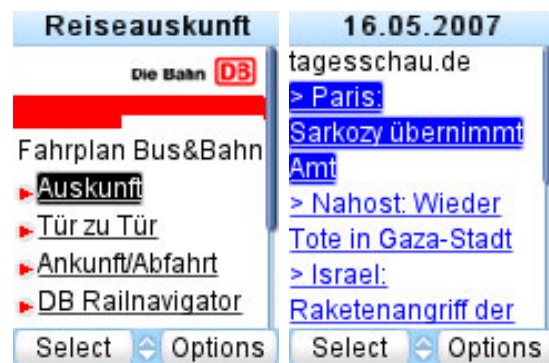 Reiseauskunft
Die Bahn DB
Fahrplan Bus&Bahn
Auskunft
Tür zu Tür
Ankunft/Abfahrt
DB Railnavigator
Select Options
16.05.2007
tagesschau.de
> Paris:
Sarkozy übernimmt
Amt
> Nahost: Wieder
Tote in Gaza-Stadt
> Israel:
Raketenangriff der
Select Options